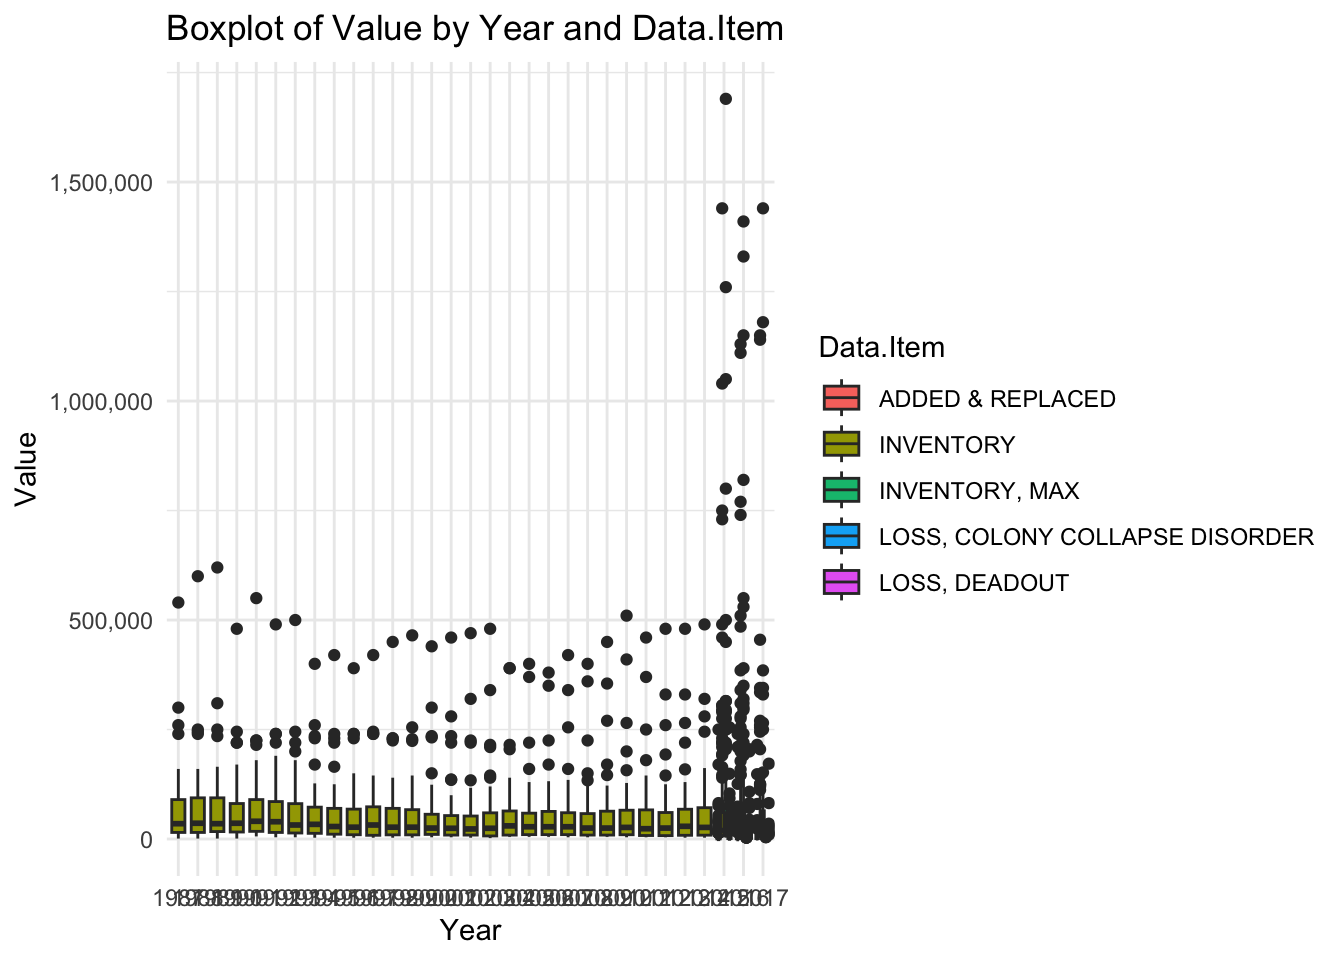 Boxplot of Value by Year and Data.Item
1,500,000
1,000,000
500,000
0
Value
Year
Data.Item
ADDED & REPLACED
INVENTORY
INVENTORY, MAX
LOSS, COLONY COLLAPSE DISORDER
LOSS, DEADOUT